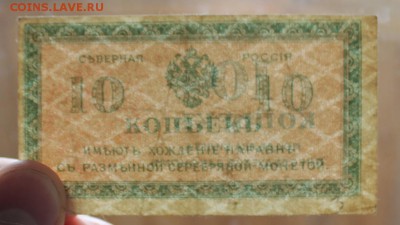 COINS.LAVE.RU
СѢВЕРНАЯ РОССІЯ
10 10
КОПѢЕКЪ
ИМѢЮТЪ ХОЖДЕНІЕ НАРАВНѢ
СЪ РАЗМѢННОЙ СЕРЕБРЯНОЙ МОНЕТОЙ